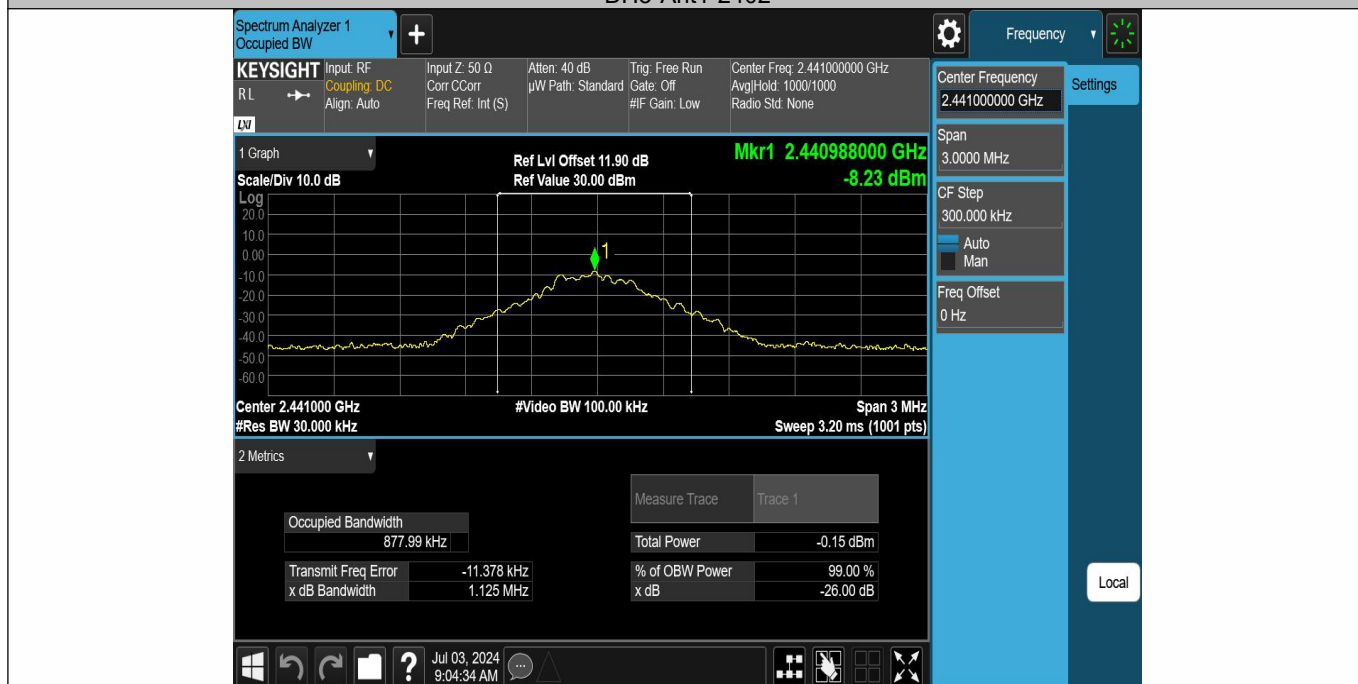 Spectrum Analyzer 1
Occupied BW
Frequency
KEYSIGHT
RL
LXI
Input: RF
Coupling: DC
Align: Auto
Input Z: 50 Ω
Corr CCorr
Freq Ref: Int (S)
Atten: 40 dB
µW Path: Standard
Trig: Free Run
Gate: Off
#IF Gain: Low
Center Freq: 2.441000000 GHz
Avg|Hold: 1000/1000
Radio Std: None
Center Frequency
2.441000000 GHz
Settings
Span
3.0000 MHz
CF Step
300.000 kHz
Auto
Man
Freq Offset
0 Hz
1 Graph
Scale/Div 10.0 dB
Ref Lvl Offset 11.90 dB
Ref Value 30.00 dBm
Mkr1 2.440988000 GHz
-8.23 dBm
Log
20.0
10.0
0.00
-10.0
-20.0
-30.0
-40.0
-50.0
-60.0
1
Center 2.441000 GHz
#Video BW 100.00 kHz
Span 3 MHz
#Res BW 30.000 kHz
Sweep 3.20 ms (1001 pts)
2 Metrics
Measure Trace Trace 1
Occupied Bandwidth
877.99 kHz
Total Power -0.15 dBm
Transmit Freq Error -11.378 kHz
% of OBW Power 99.00 %
x dB Bandwidth 1.125 MHz
x dB -26.00 dB
Local
?
Jul 03, 2024
9:04:34 AM